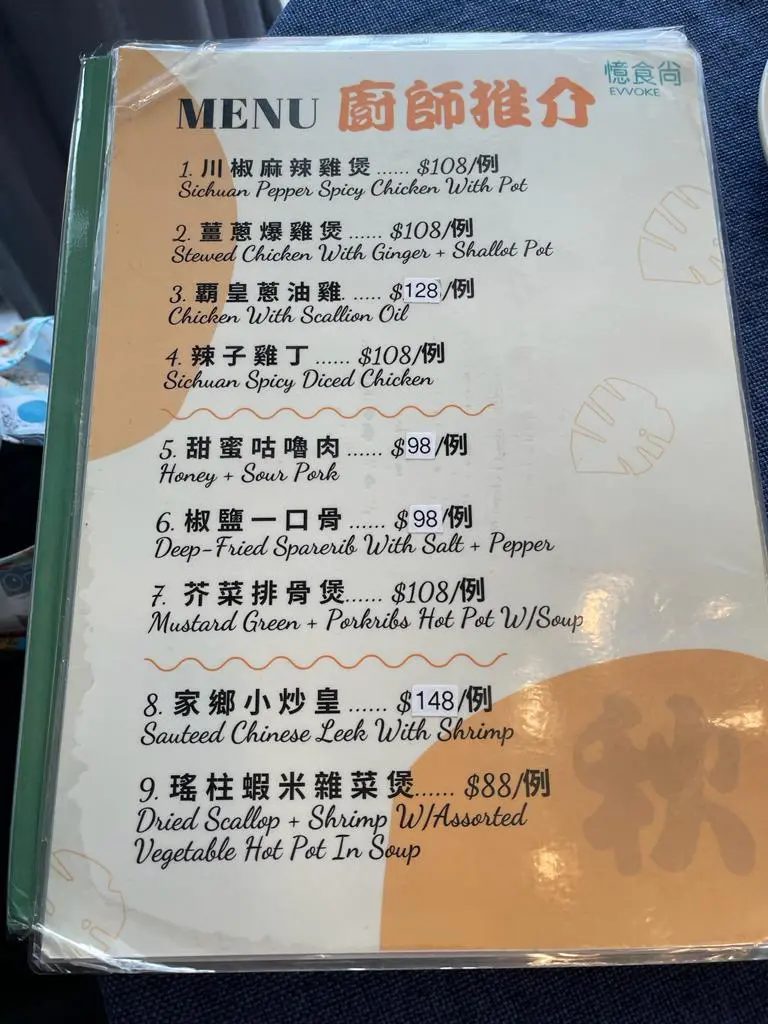 憶食尚
EVVOKE
MENU 廚師推介
1. 川椒麻辣雞煲 ...... $108/例
Sichuan Pepper Spicy Chicken With Pot
2. 薑蔥爆雞煲 ...... $108/例
Stewed Chicken With Ginger + Shallot Pot
3. 霸皇蔥油雞. ..... $128/例
Chicken With Scallion Oil
4. 辣子雞丁 ...... $108/例
Sichuan Spicy Diced Chicken
5. 甜蜜咕嚕肉 ...... $98/例
Honey + Sour Pork
6. 椒鹽一口骨 ...... $98/例
Deep-Fried Sparerib With Salt + Pepper
7. 芥菜排骨煲...... $108/例
Mustard Green + Porkribs Hot Pot W/Soup
8. 家鄉小炒皇 ...... $148/例
Sauteed Chinese Leek With Shrimp
9. 瑤柱蝦米雜菜煲...... $88/例
Dried Scallop + Shrimp W/Assorted
Vegetable Hot Pot In Soup
秋